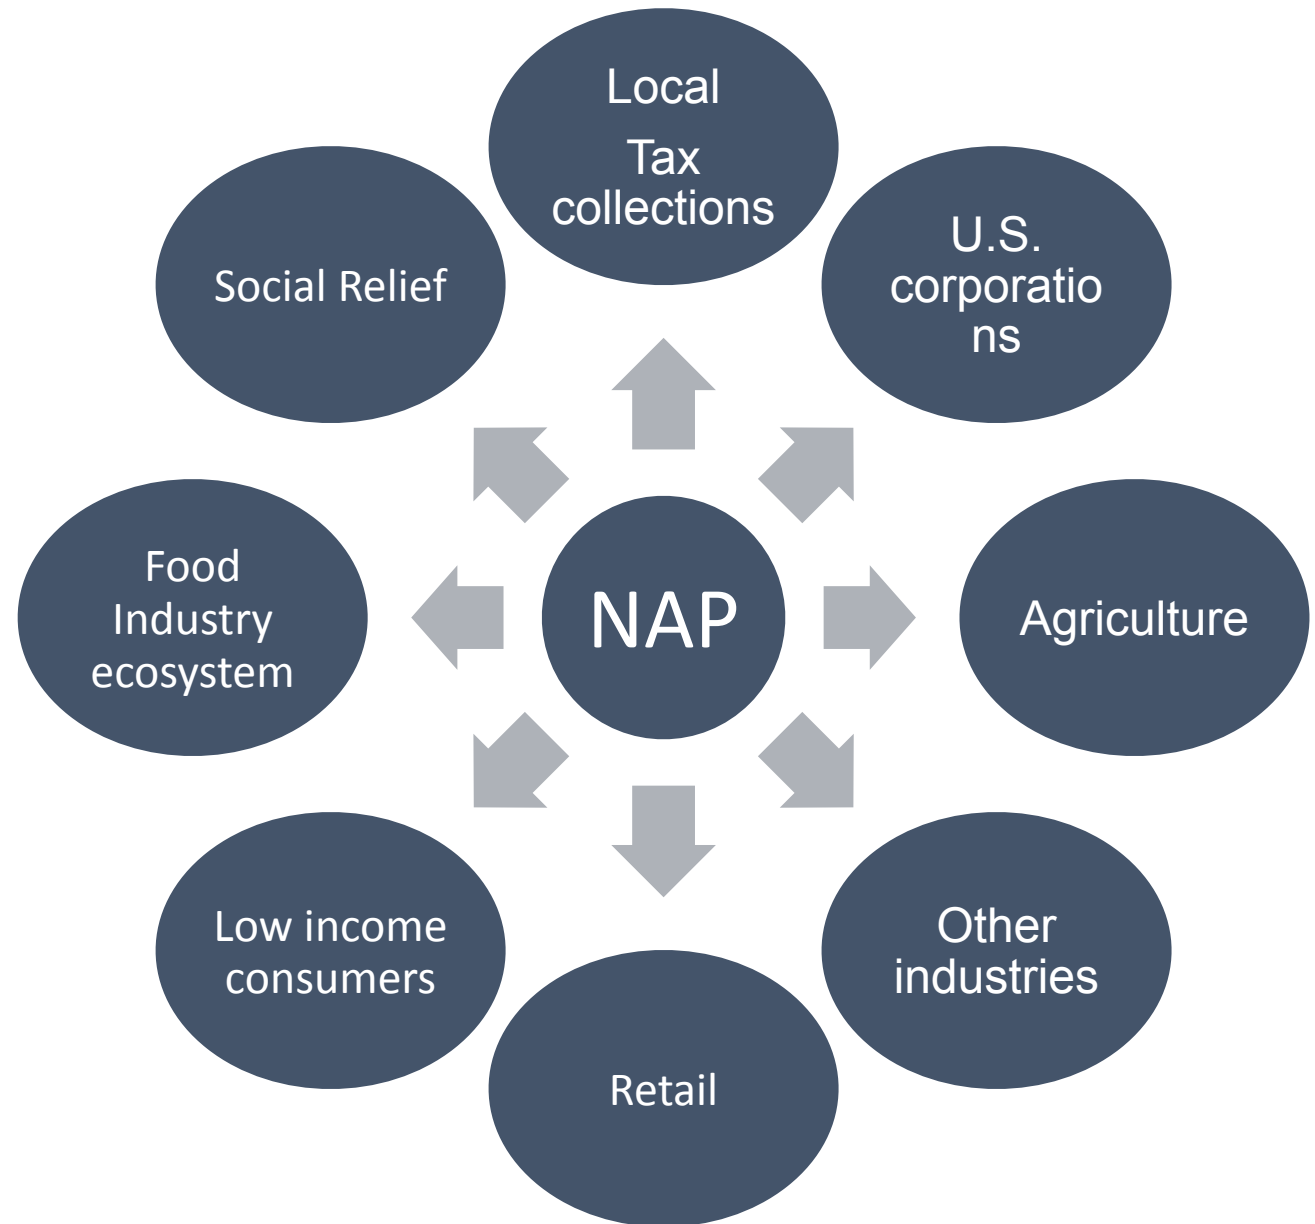 Local
Tax
collections
U.S.
corporatio
ns
Agriculture
Other
industries
Retail
Low income
consumers
Food
Industry
ecosystem
Social Relief
NAP